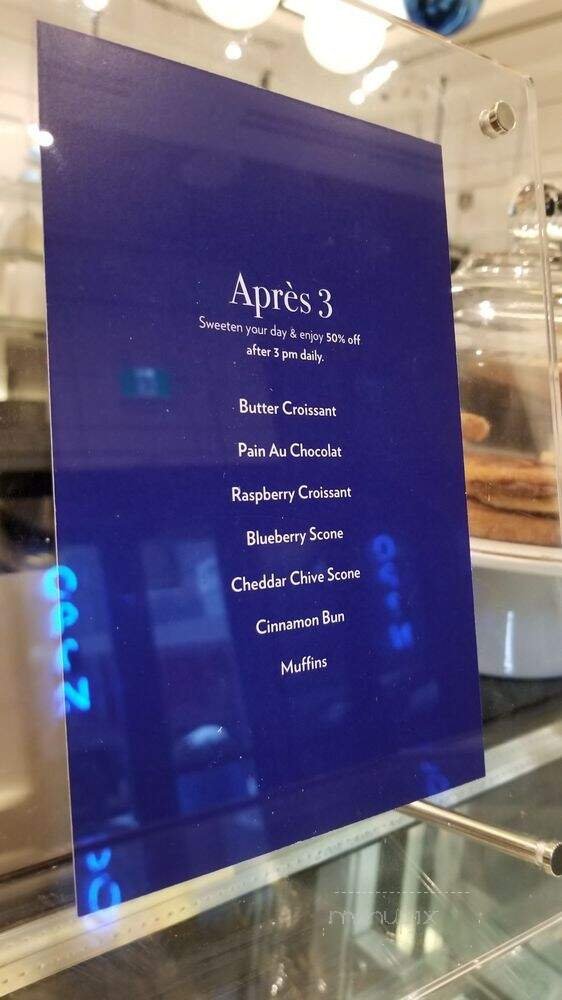 Après 3
Sweeten your day & enjoy 50% off
after 3 pm daily.
Butter Croissant
Pain Au Chocolat
Raspberry Croissant
Blueberry Scone
Cheddar Chive Scone
Cinnamon Bun
Muffins